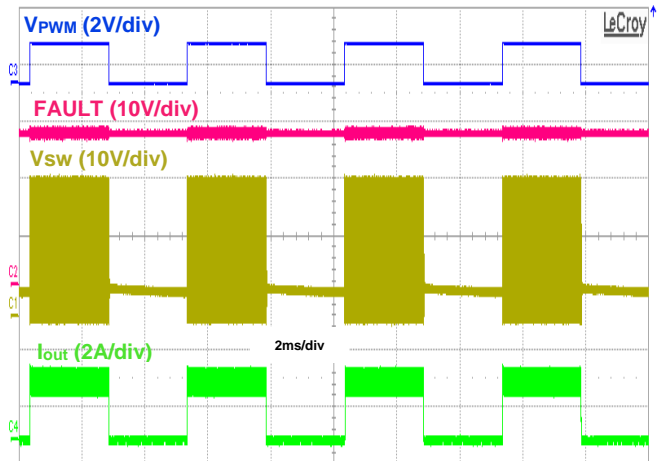 VPWM (2V/div)
LeCroy
C3
FAULT (10V/div)
Vsw (10V/div)
C2
C1
Iout (2A/div)
2ms/div
C4